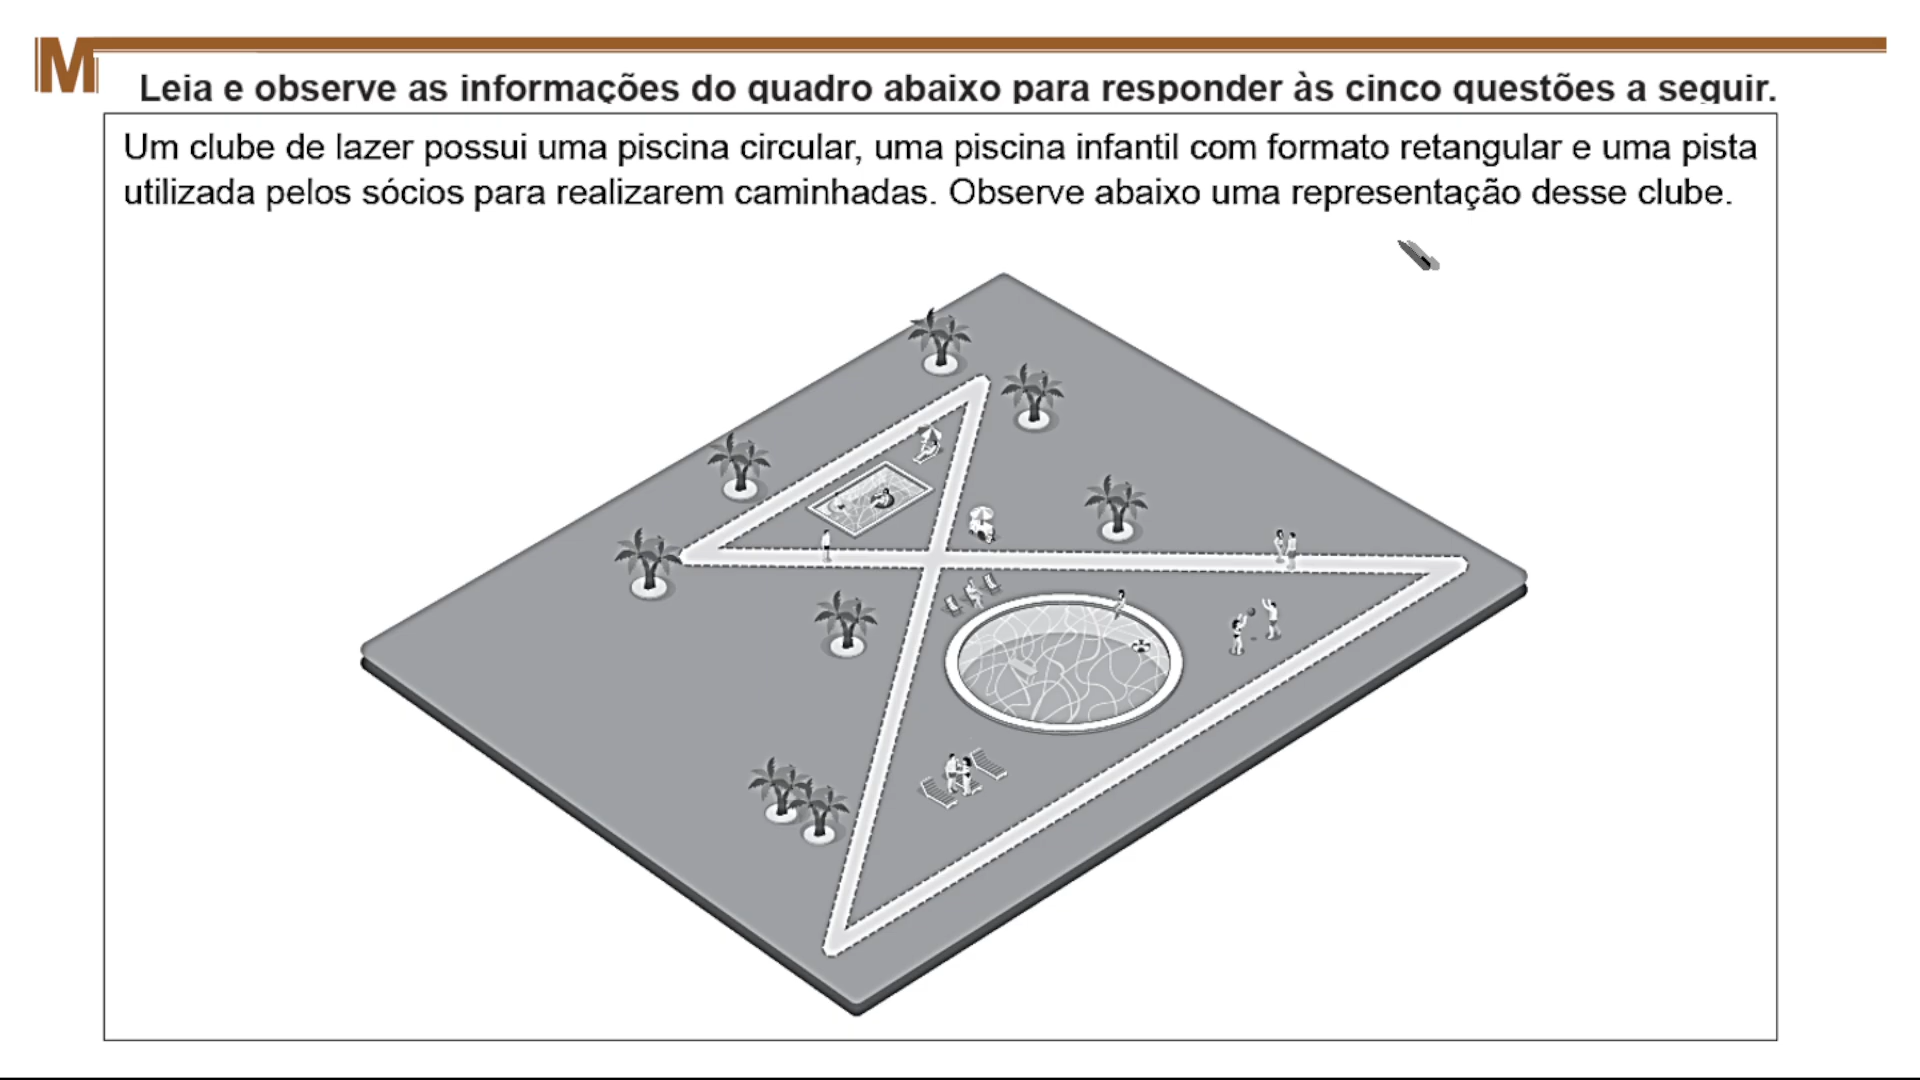 M
Leia e observe as informações do quadro abaixo para responder às cinco questões a seguir.
Um clube de lazer possui uma piscina circular, uma piscina infantil com formato retangular e uma pista
utilizada pelos sócios para realizarem caminhadas. Observe abaixo uma representação desse clube.